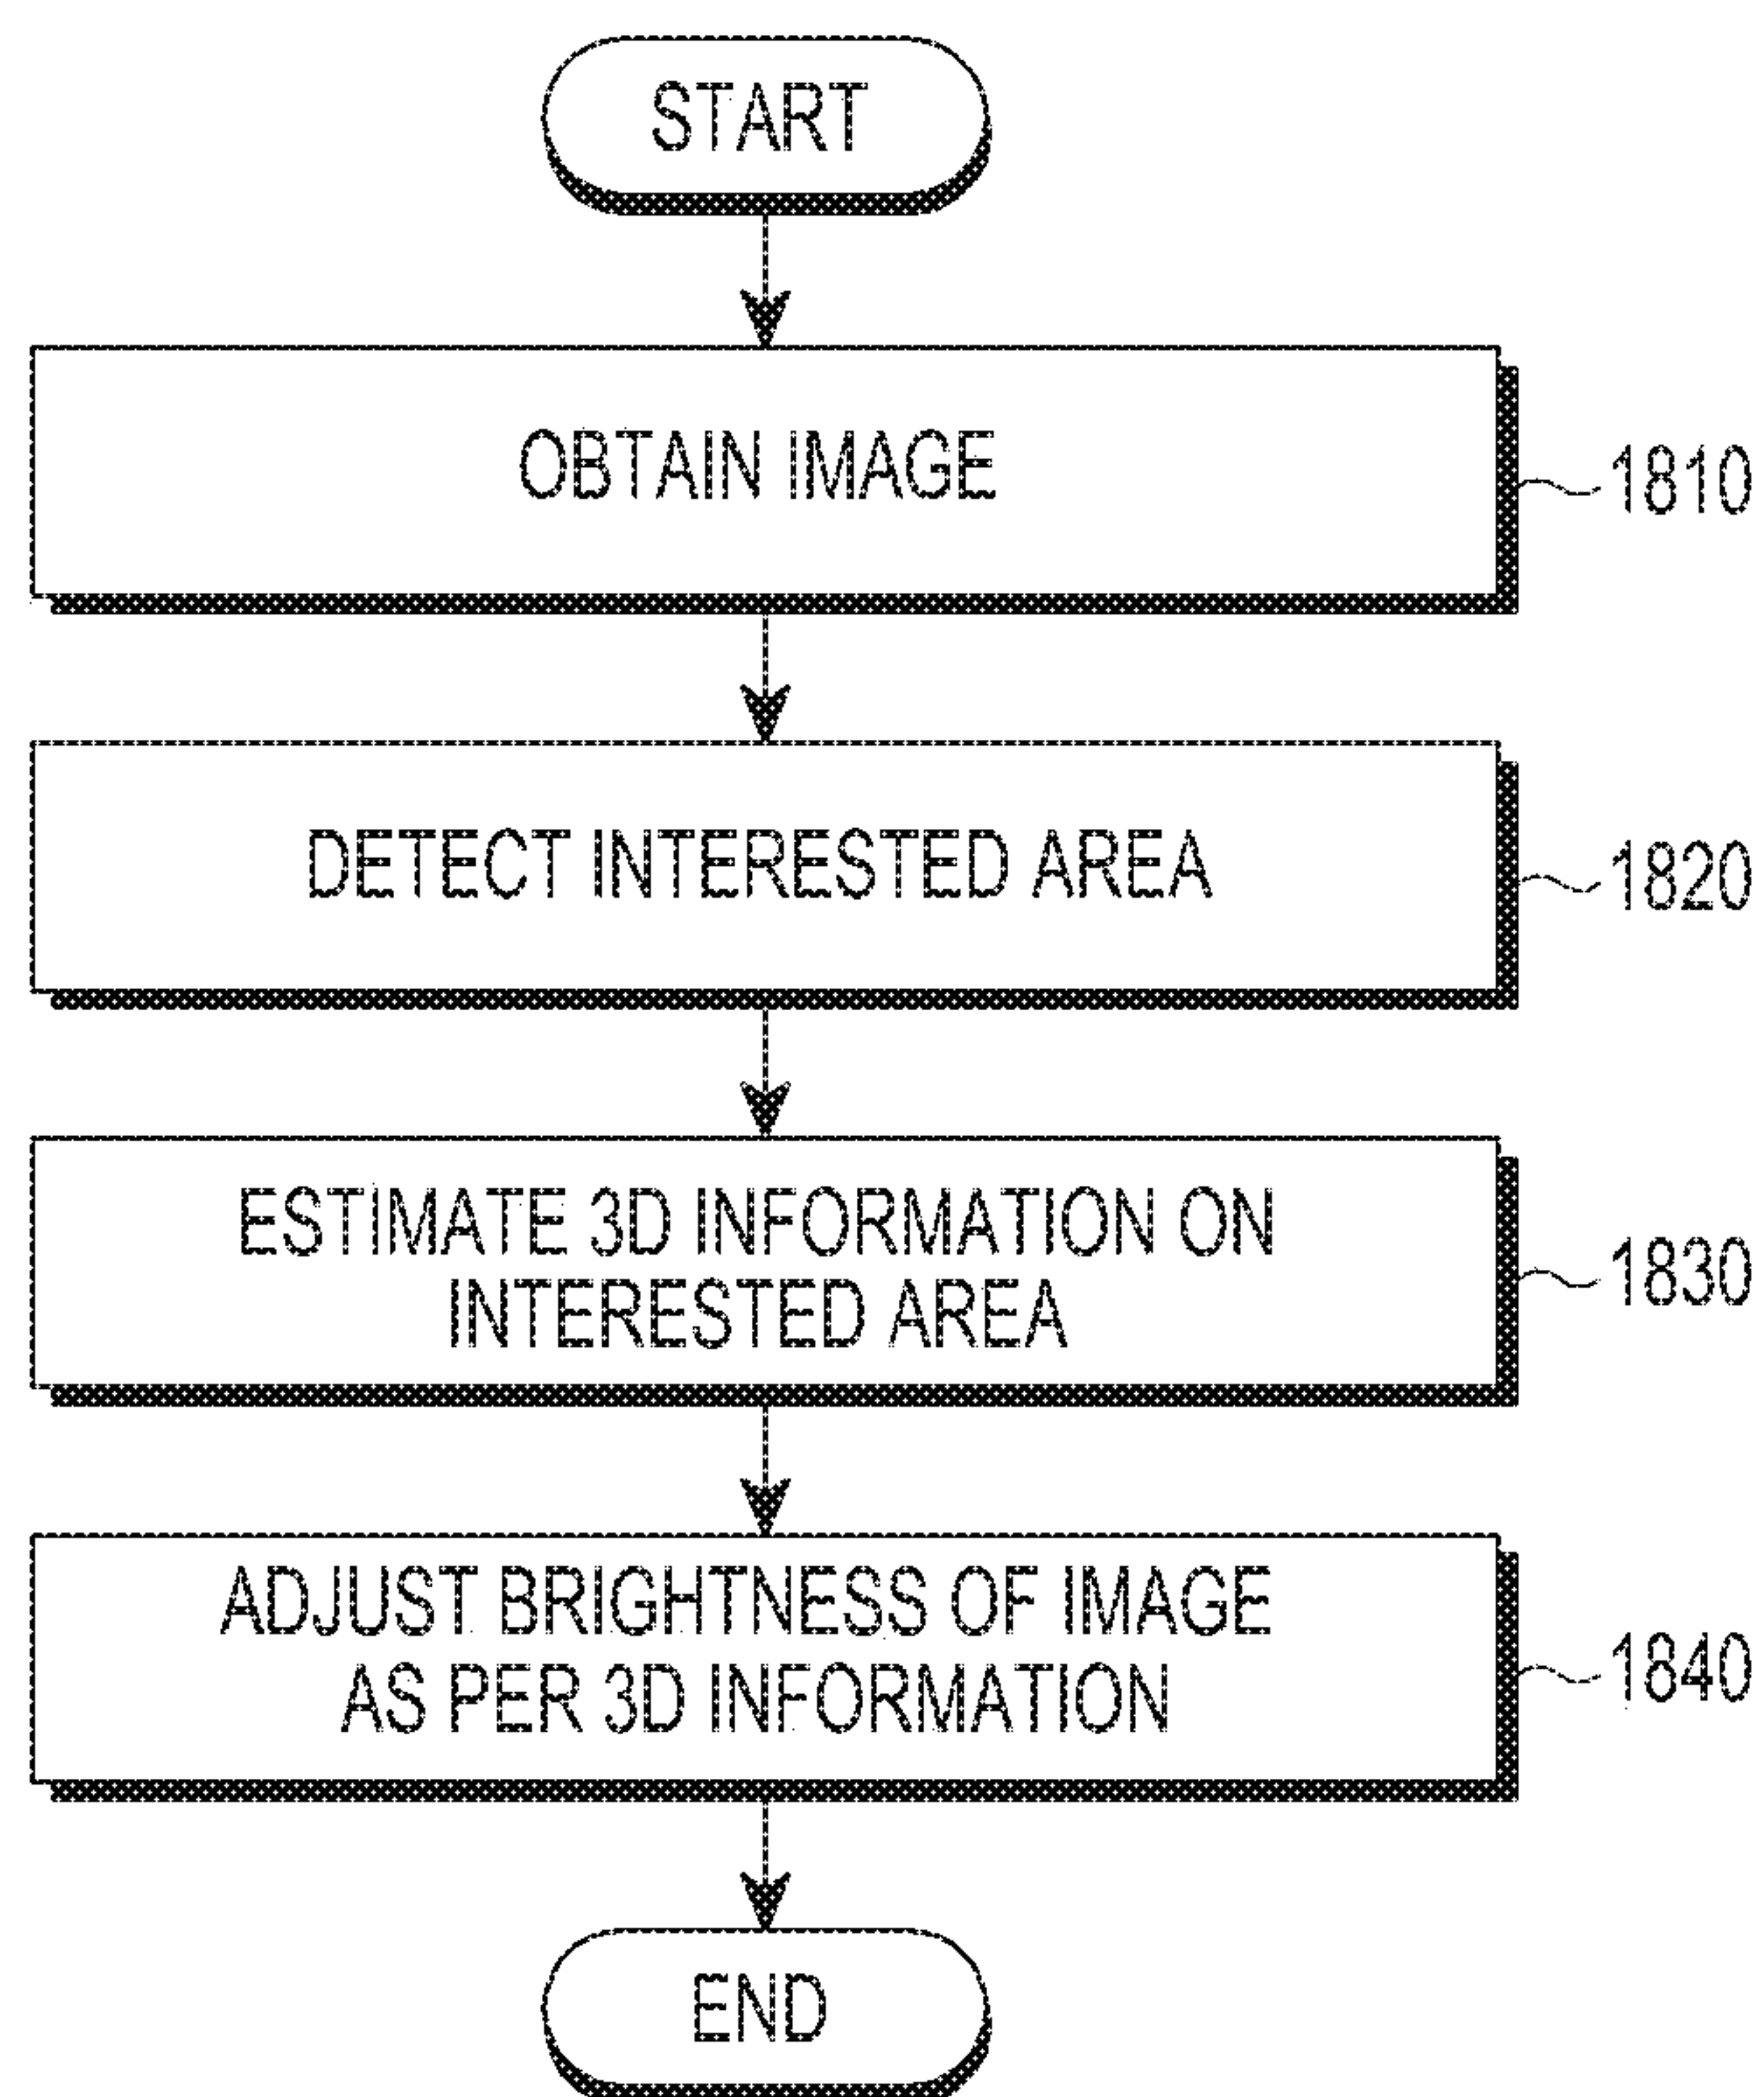 START
OBTAIN IMAGE
1810
DETECT INTERESTED AREA
1820
ESTIMATE 3D INFORMATION ON
INTERESTED AREA
1830
ADJUST BRIGHTNESS OF IMAGE
AS PER 3D INFORMATION
1840
END